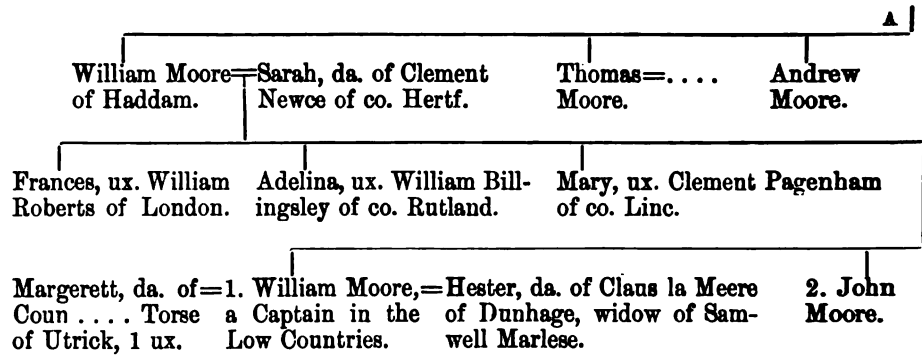 A
William Moore=Sarah, da. of Clement Thomas=.... Andrew
of Haddam. Newce of co. Hertf. Moore. Moore.
Frances, ux. William Adelina, ux. William Bill- Mary, ux. Clement Pagenham
Roberts of London. ingsley of co. Rutland. of co. Linc.
Margerett, da. of=1. William Moore,=Hester, da. of Claus la Meere 2. John
Coun .... Torse a Captain in the of Dunhage, widow of Sam- Moore.
of Utrick, 1 ux. Low Countries. well Marlese.